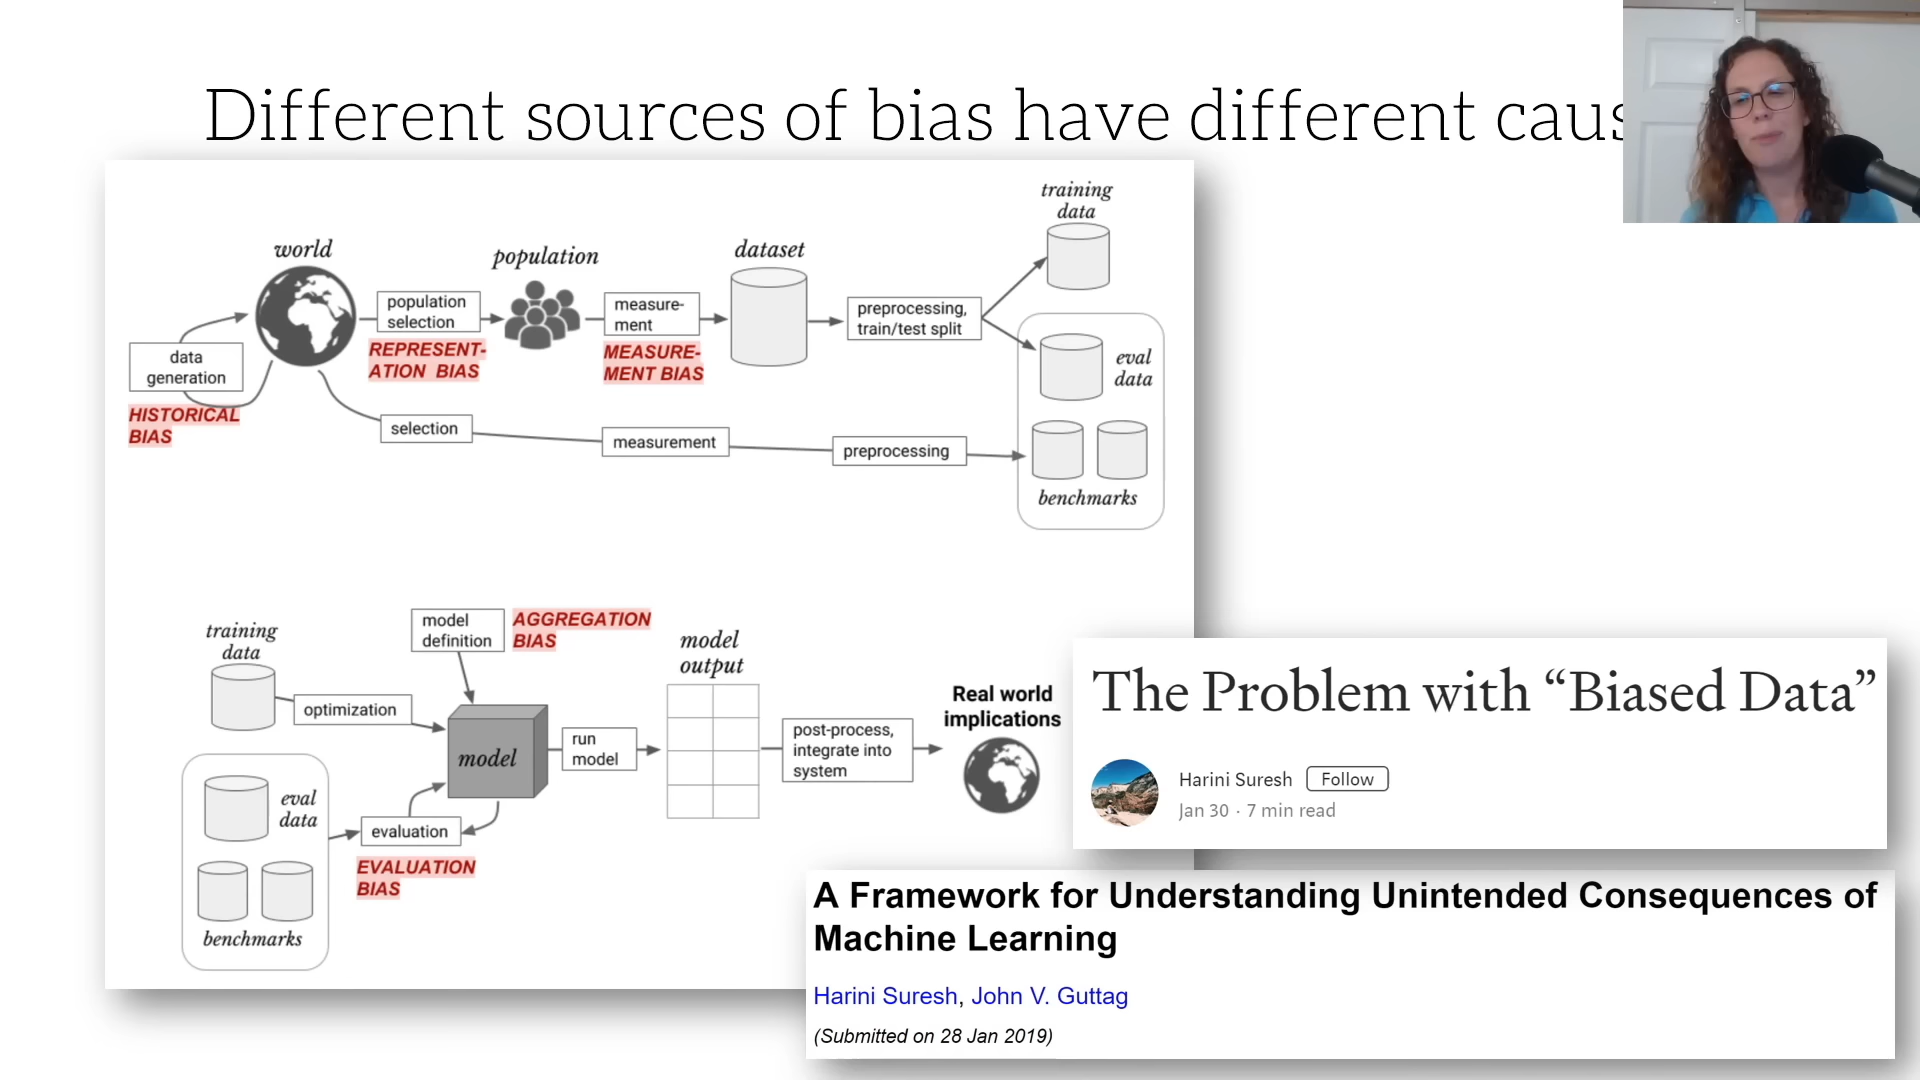 Different sources of bias have different caus
training
data
world
population
dataset
population
selection
measure-
ment
preprocessing,
train/test split
REPRESENT-
ATION BIAS
MEASURE-
MENT BIAS
data
generation
eval
data
HISTORICAL
BIAS
selection
measurement
preprocessing
benchmarks
training
data
model
definition
AGGREGATION
BIAS
model
output
optimization
model
run
model
post-process,
integrate into
system
Real world
implications
eval
data
evaluation
EVALUATION
BIAS
benchmarks
The Problem with “Biased Data”
Harini Suresh Follow
Jan 30 · 7 min read
A Framework for Understanding Unintended Consequences of
Machine Learning
Harini Suresh, John V. Guttag
(Submitted on 28 Jan 2019)